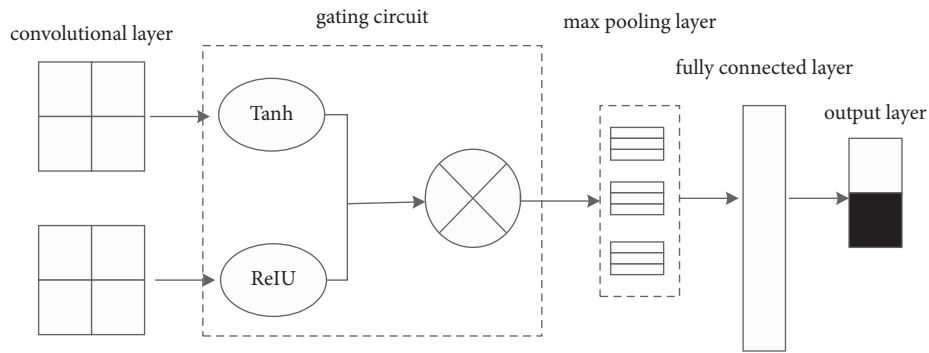 gating circuit
max pooling layer
convolutional layer
fully connected layer
output layer
Tanh
ReIU